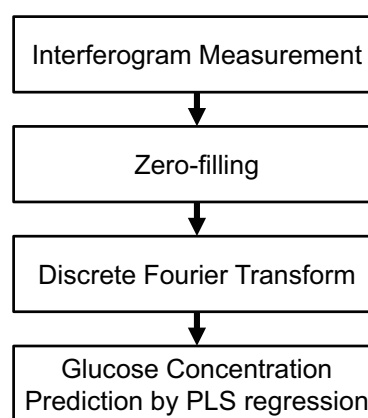 Interferogram Measurement
Zero-filling
Discrete Fourier Transform
Glucose Concentration
Prediction by PLS regression